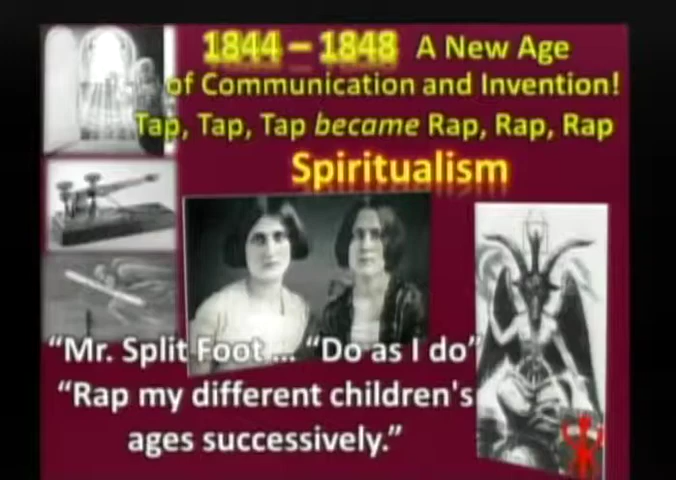 1844 – 1848 A New Age
of Communication and Invention!
Tap, Tap, Tap became Rap, Rap, Rap
Spiritualism
“Mr. Split Foot ... “Do as I do”
“Rap my different children's
ages successively.”